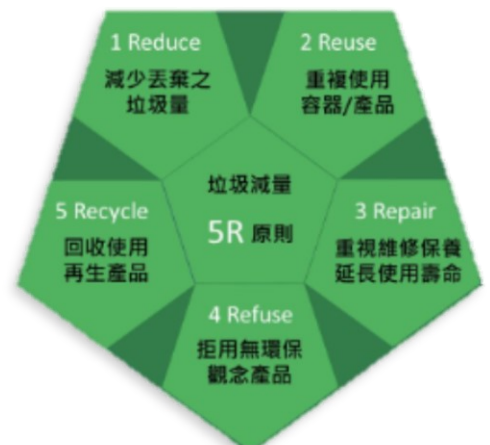 1 Reduce
減少丟棄之
垃圾量
2 Reuse
重複使用
容器/產品
垃圾減量
5R 原則
3 Repair
重視維修保養
延長使用壽命
4 Refuse
拒用無環保
觀念產品
5 Recycle
回收使用
再生產品